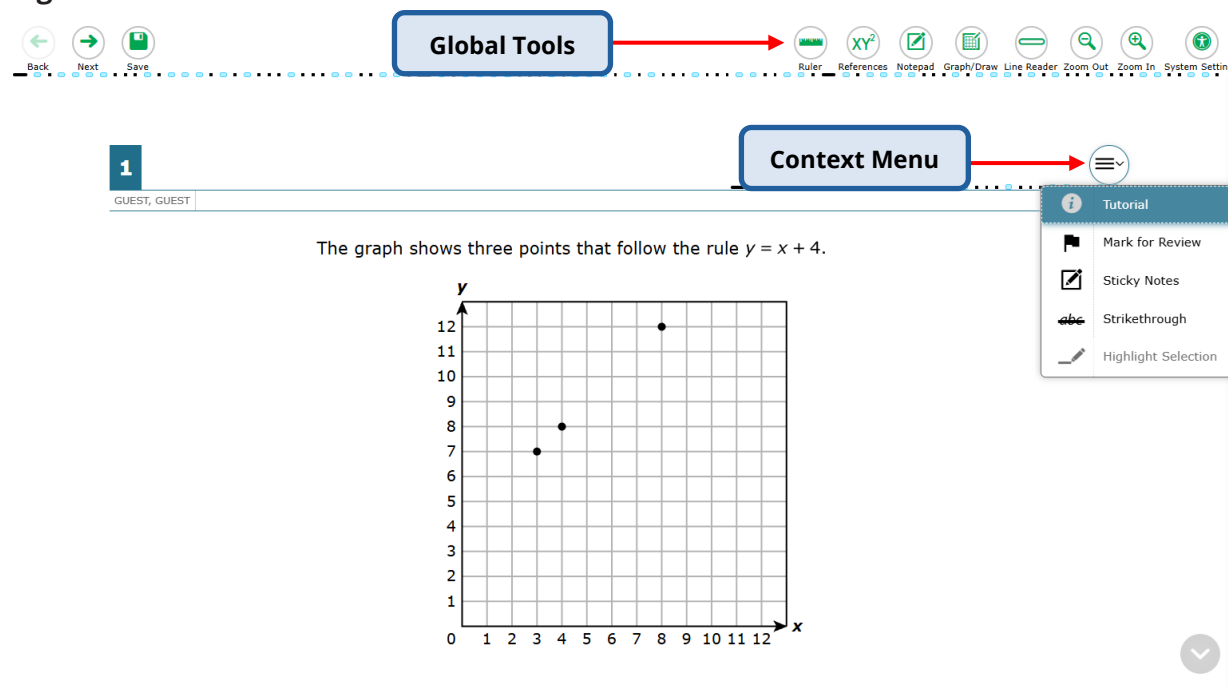 Global Tools
Back Next Save Ruler References Notepad Graph/Draw Line Reader Zoom Out Zoom In System Settin
XY²
Context Menu
1
GUEST, GUEST
i Tutorial
Mark for Review
Sticky Notes
abc Strikethrough
Highlight Selection
The graph shows three points that follow the rule y = x + 4.
y
12
11
10
9
8
7
6
5
4
3
2
1
0 1 2 3 4 5 6 7 8 9 10 11 12 x